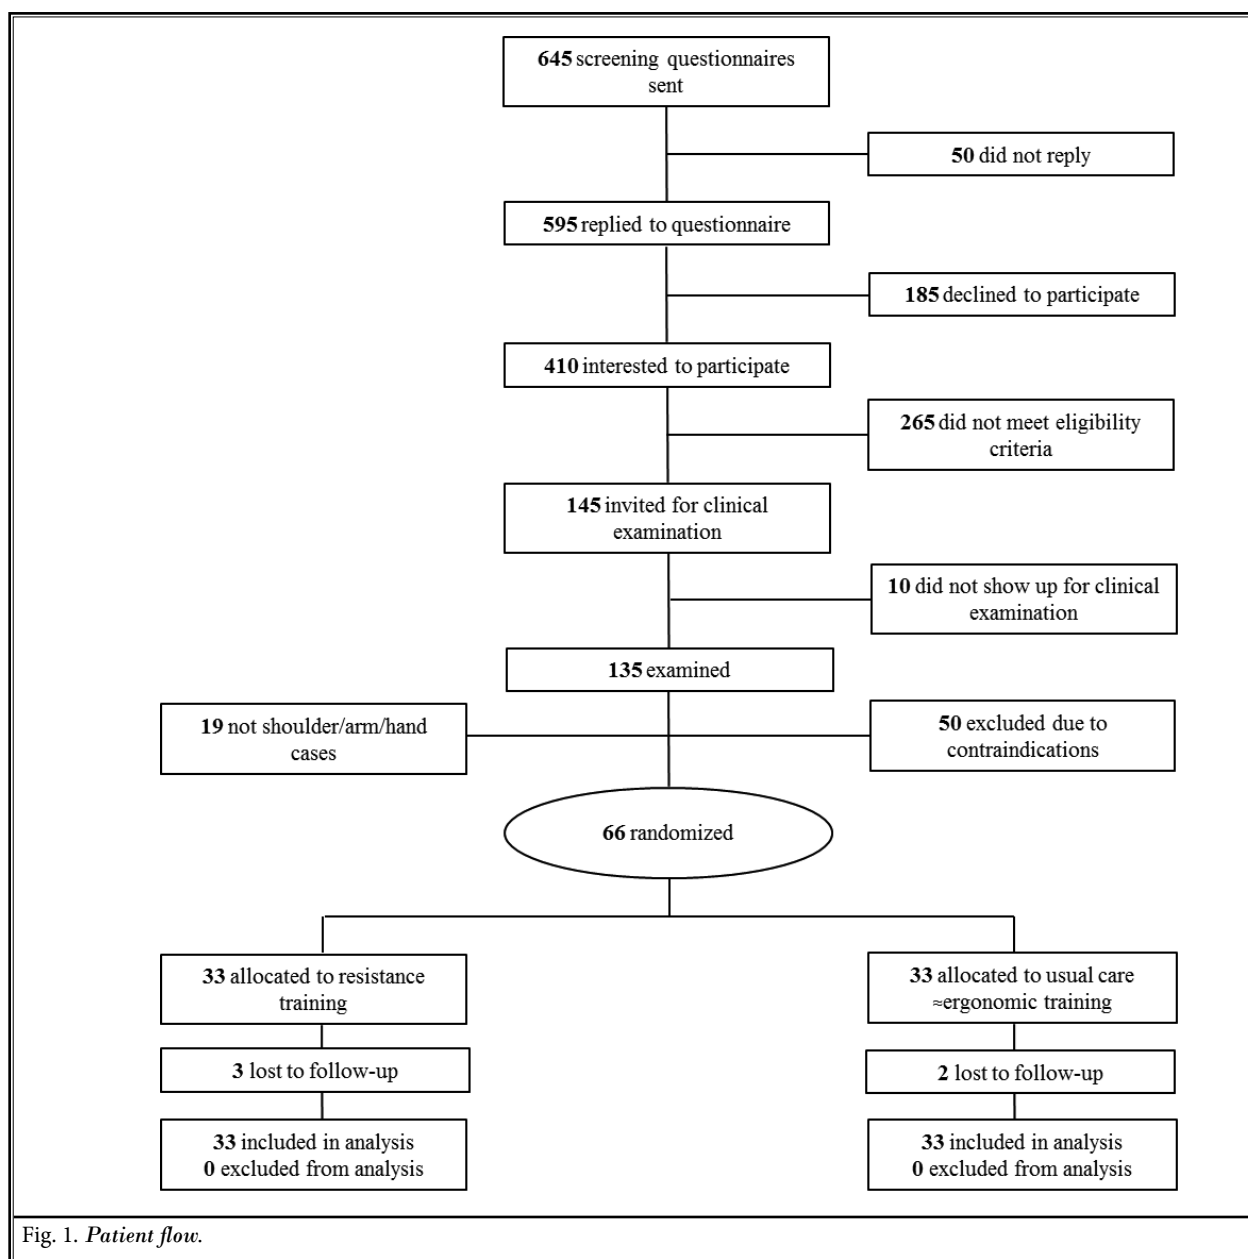 645 screening questionnaires
sent
50 did not reply
595 replied to questionnaire
185 declined to participate
410 interested to participate
265 did not meet eligibility
criteria
145 invited for clinical
examination
10 did not show up for clinical
examination
135 examined
19 not shoulder/arm/hand
cases
50 excluded due to
contraindications
66 randomized
33 allocated to resistance
training
33 allocated to usual care
≈ergonomic training
3 lost to follow-up
2 lost to follow-up
33 included in analysis
0 excluded from analysis
33 included in analysis
0 excluded from analysis
Fig. 1. Patient flow.